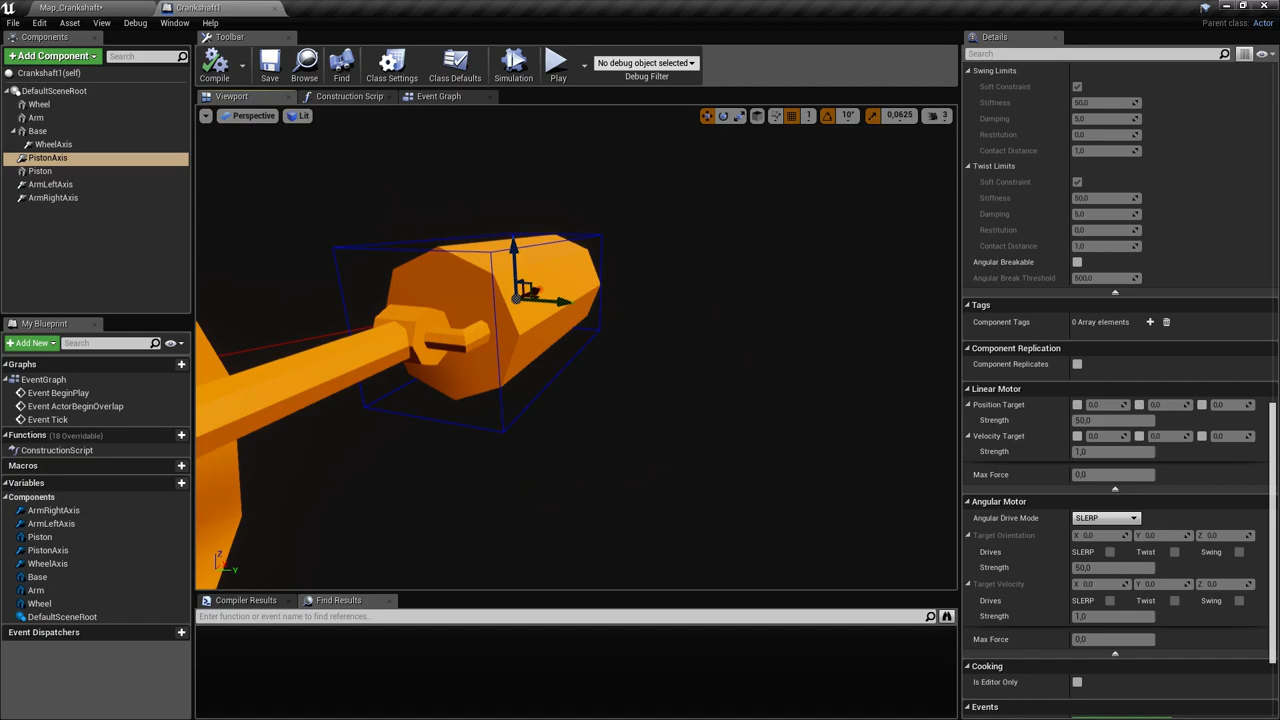 Map_Crankshaft*
Crankshaft1
File Edit Asset View Debug Window Help
Parent class: Actor
Components
Add Component
Search
Crankshaft1(self)
DefaultSceneRoot
Wheel
Arm
Base
WheelAxis
PistonAxis
Piston
ArmLeftAxis
ArmRightAxis
My Blueprint
Add New
Search
Graphs
EventGraph
Event BeginPlay
Event ActorBeginOverlap
Event Tick
Functions (18 Overridable)
ConstructionScript
Macros
Variables
Components
ArmRightAxis
ArmLeftAxis
Piston
PistonAxis
WheelAxis
Base
Arm
Wheel
DefaultSceneRoot
Event Dispatchers
Toolbar
Compile
Save
Browse
Find
Class Settings
Class Defaults
Simulation
Play
No debug object selected
Debug Filter
Viewport
Construction Scrip
Event Graph
Perspective
Lit
1
10°
0,0625
3
Z
Y
Compiler Results
Find Results
Enter function or event name to find references...
Details
Search
Swing Limits
Soft Constraint
Stiffness 50,0
Damping 5,0
Restitution 0,0
Contact Distance 1,0
Twist Limits
Soft Constraint
Stiffness 50,0
Damping 5,0
Restitution 0,0
Contact Distance 1,0
Angular Breakable
Angular Break Threshold 500,0
Tags
Component Tags 0 Array elements
Component Replication
Component Replicates
Linear Motor
Position Target 0,0 0,0 0,0
Strength 50,0
Velocity Target 0,0 0,0 0,0
Strength 1,0
Max Force 0,0
Angular Motor
Angular Drive Mode SLERP
Target Orientation X 0,0 Y 0,0 Z 0,0
Drives SLERP Twist Swing
Strength 50,0
Target Velocity X 0,0 Y 0,0 Z 0,0
Drives SLERP Twist Swing
Strength 1,0
Max Force 0,0
Cooking
Is Editor Only
Events